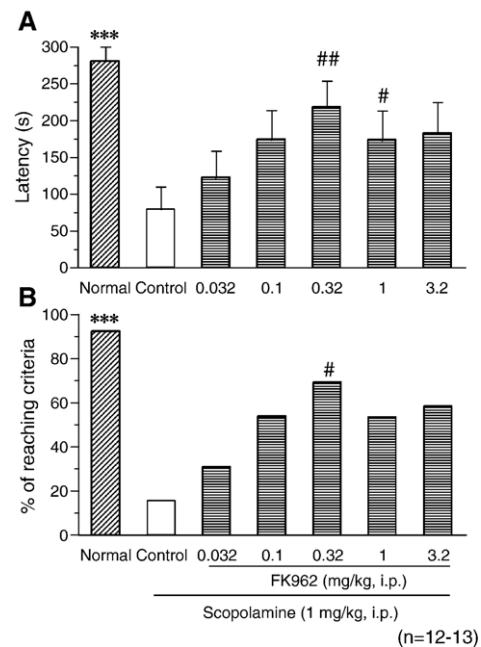 A
Latency (s)
300
250
200
150
100
50
0
***
##
#
Normal Control 0.032 0.1 0.32 1 3.2
B
% of reaching criteria
100
80
60
40
20
0
***
#
Normal Control 0.032 0.1 0.32 1 3.2
FK962 (mg/kg, i.p.)
Scopolamine (1 mg/kg, i.p.)
(n=12-13)